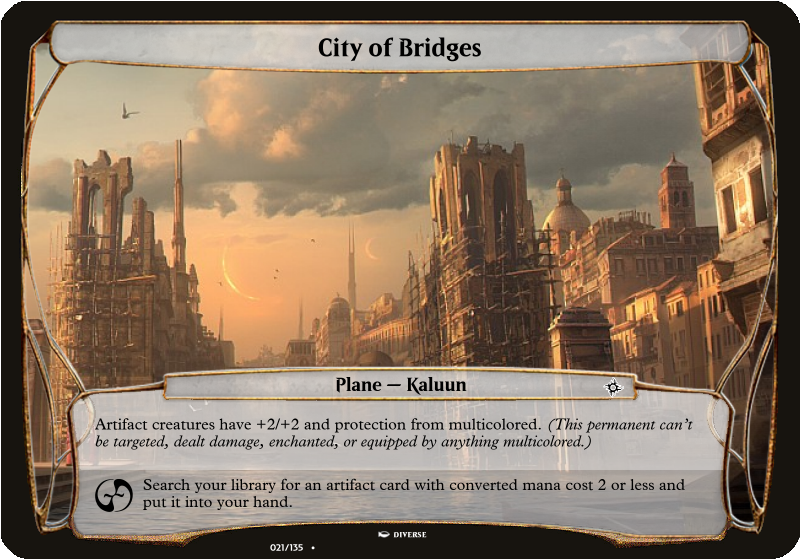 City of Bridges
Plane — Kaluun
Artifact creatures have +2/+2 and protection from multicolored. (This permanent can't
be targeted, dealt damage, enchanted, or equipped by anything multicolored.)
Search your library for an artifact card with converted mana cost 2 or less and
put it into your hand.
DIVERSE
021/135 •